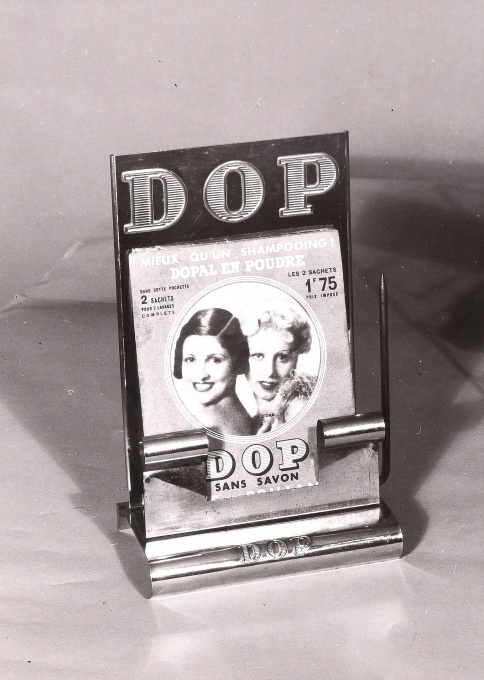 DOP
MIEUX QU'UN SHAMPOOING!
DOPAL EN POUDRE
DANS CETTE POCHETTE
2 SACHETS
POUR 2 LAVAGES
COMPLETS
LES 2 SACHETS
1F75
PRIX IMPOSÉ
DOP
SANS SAVON
DOP